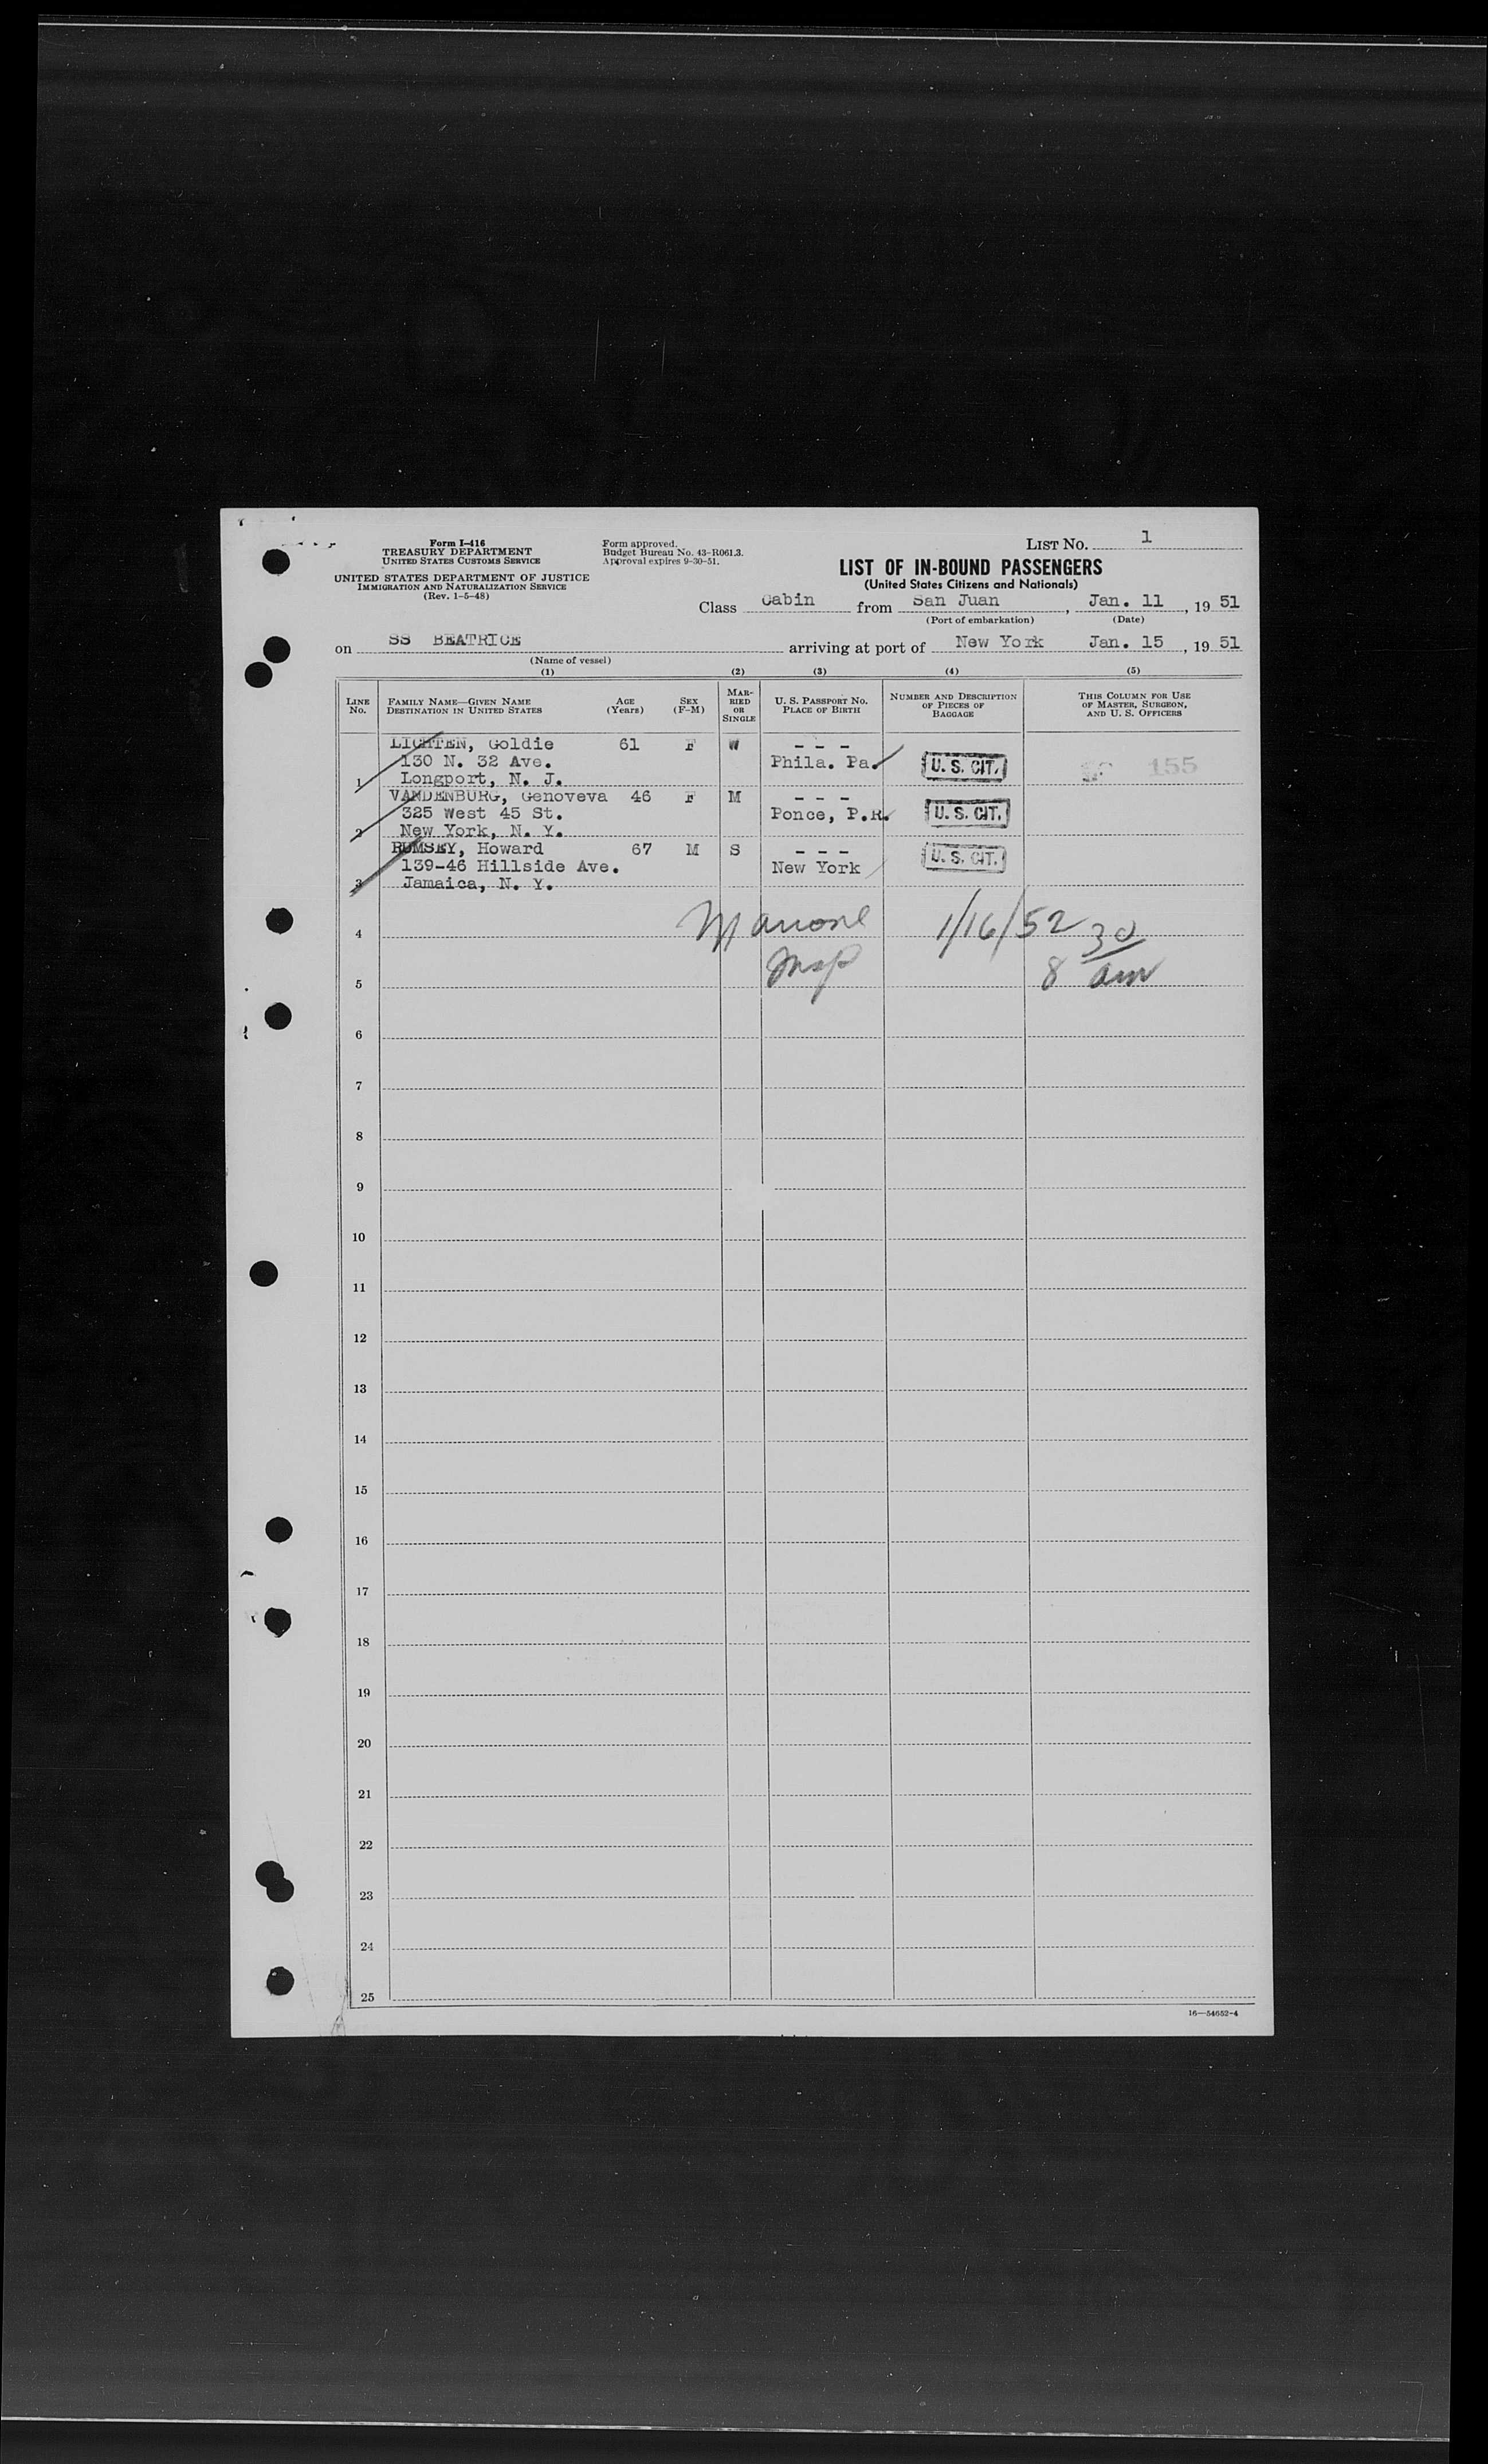 Form I-416
TREASURY DEPARTMENT
UNITED STATES CUSTOMS SERVICE
UNITED STATES DEPARTMENT OF JUSTICE
IMMIGRATION AND NATURALIZATION SERVICE
(Rev. 1-5-48)
Form approved.
Budget Bureau No. 43-R061.3.
Approval expires 9-30-51.
LIST NO. 1
LIST OF IN-BOUND PASSENGERS
(United States Citizens and Nationals)
Class Cabin from San Juan, Jan. 11, 19 51
(Port of embarkation) (Date)
on SS BEATRICE arriving at port of New York Jan. 15, 19 51
(Name of vessel)
(1) (2) (3) (4) (5)
LINE NO. FAMILY NAME—GIVEN NAME DESTINATION IN UNITED STATES AGE (Years) SEX (F-M) MARRIED OR SINGLE U. S. PASSPORT NO. PLACE OF BIRTH NUMBER AND DESCRIPTION OF PIECES OF BAGGAGE THIS COLUMN FOR USE OF MASTER, SURGEON, AND U. S. OFFICERS
LICHTEN, Goldie 61 F W - - -
130 N. 32 Ave. Phila. Pa. U. S. CIT. 155
1 Longport, N. J.
VANDENBURG, Genoveva 46 F M - - -
325 West 45 St. Ponce, P.R. U. S. CIT.
2 New York, N. Y.
RUMSEY, Howard 67 M S - - -
139-46 Hillside Ave. New York U. S. CIT.
3 Jamaica, N. Y.
4 1/16/52
5 Insp 8 30 am
6
7
8
9
10
11
12
13
14
15
16
17
18
19
20
21
22
23
24
25
16—54652-4